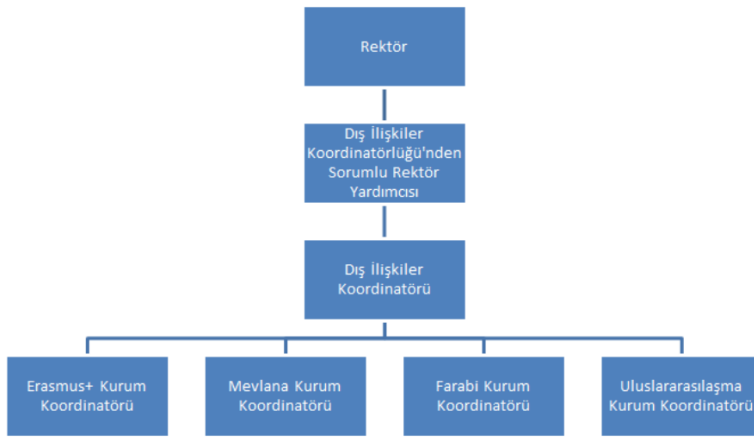 Rektör
Dış İlişkiler
Koordinatörlüğü'nden
Sorumlu Rektör
Yardımcısı
Dış İlişkiler
Koordinatörü
Erasmus+ Kurum
Koordinatörü
Mevlana Kurum
Koordinatörü
Farabi Kurum
Koordinatörü
Uluslararasılaşma
Kurum Koordinatörü